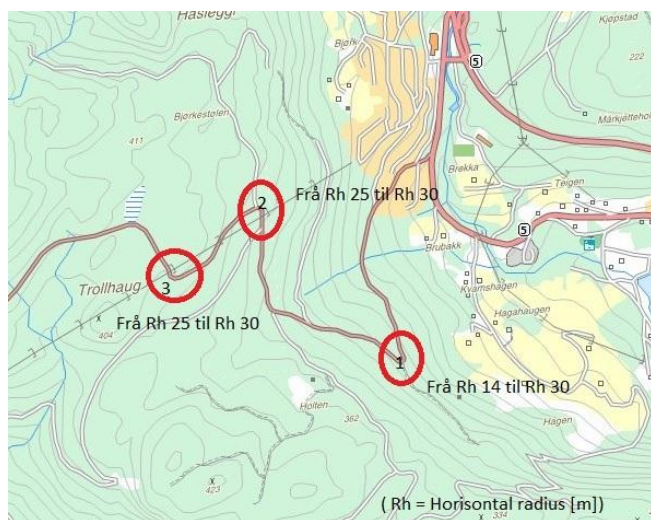 Hasleggi
Kjøpstad
Bjørk
5
222
Bjørkestølen
Mårkjeltehol
411
Brekka
2
Frå Rh 25 til Rh 30
Teigen
5
Brubakk
Trollhaug
3
Kvamshagen
Hagahaugen
404
Frå Rh 25 til Rh 30
1
Frå Rh 14 til Rh 30
Holten
362
Hagen
423
334
( Rh = Horisontal radius [m])